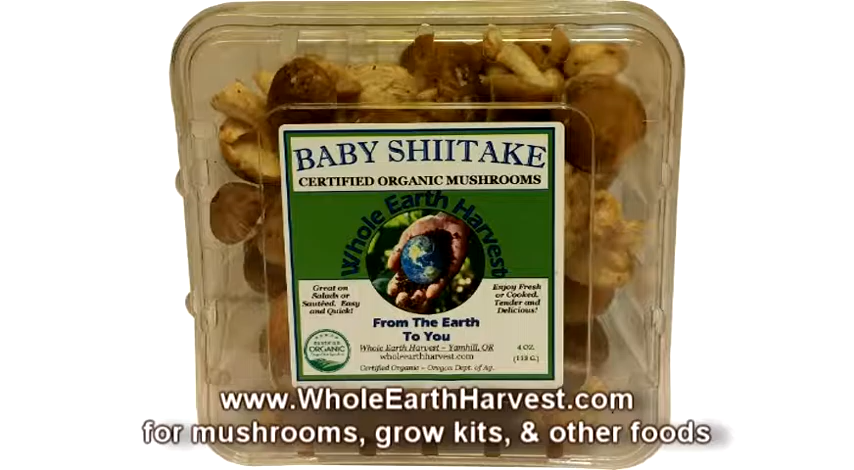 BABY SHIITAKE
CERTIFIED ORGANIC MUSHROOMS
Whole Earth Harvest
Great on
Salads or
Sautéed. Easy
and Quick!
Enjoy Fresh
or Cooked.
Tender and
Delicious!
From The Earth
To You
CERTIFIED
ORGANIC
Whole Earth Harvest ~ Yamhill, OR
wholeearthharvest.com
4 OZ.
(113 G.)
Certified Organic ~ Oregon Dept. of Ag.
www.WholeEarthHarvest.com
for mushrooms, grow kits, & other foods